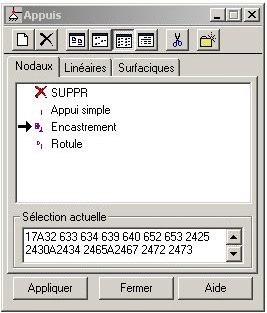 Appuis
Nodaux Linéaires Surfaciques
SUPPR
Appui simple
Encastrement
Rotule
Sélection actuelle
17A32 633 634 639 640 652 653 2425
2430A2434 2465A2467 2472 2473
Appliquer Fermer Aide